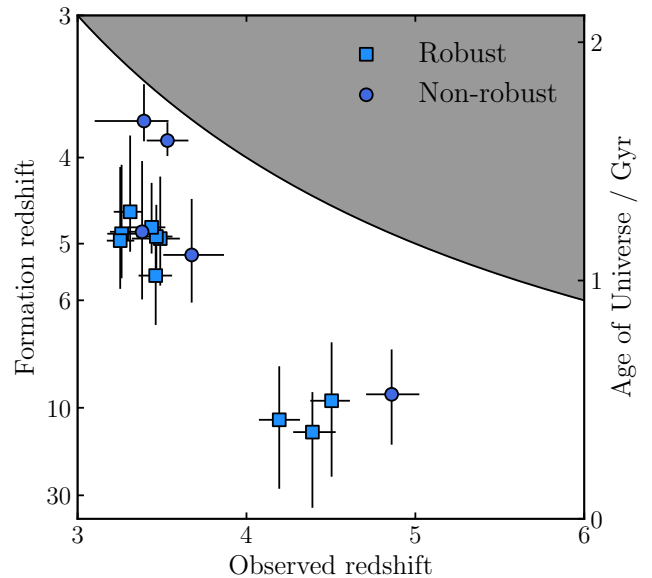 Robust
Non-robust
3
4
5
6
10
30
Formation redshift
2
1
0
Age of Universe / Gyr
3
4
5
6
Observed redshift